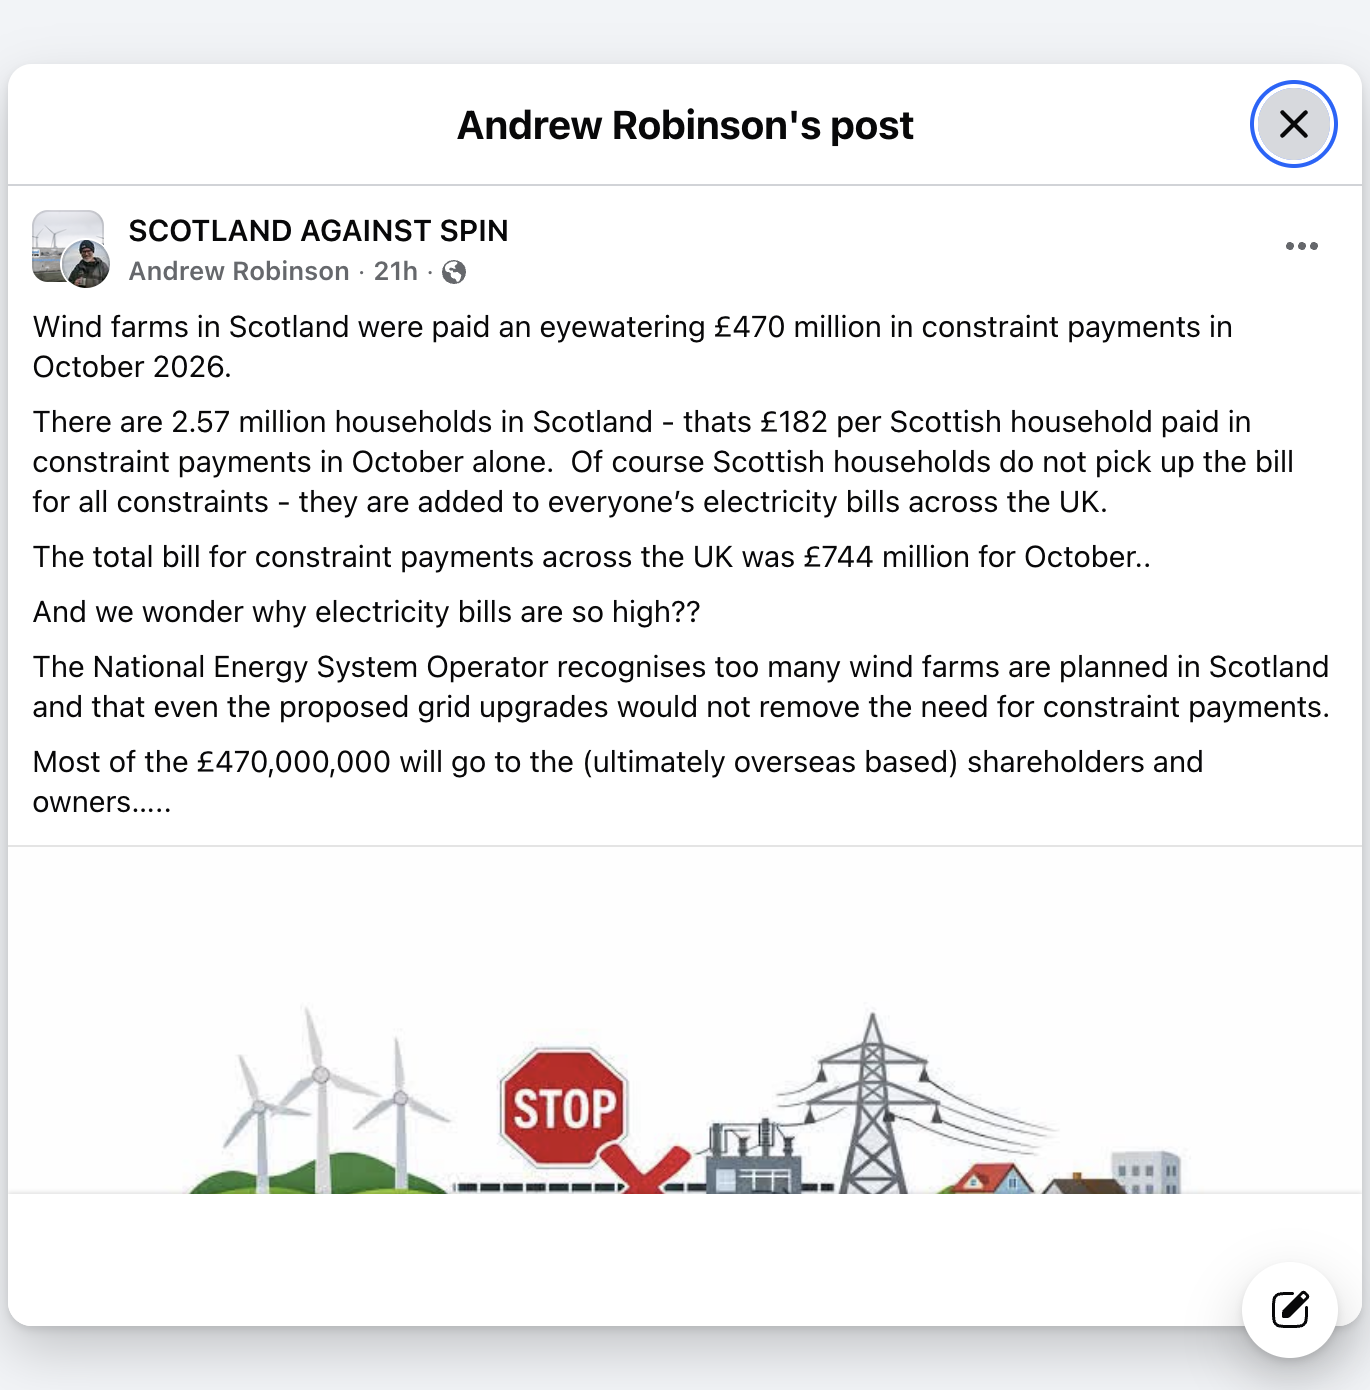 Andrew Robinson's post
SCOTLAND AGAINST SPIN
Andrew Robinson · 21h ·
Wind farms in Scotland were paid an eyewatering £470 million in constraint payments in
October 2026.
There are 2.57 million households in Scotland - thats £182 per Scottish household paid in
constraint payments in October alone.  Of course Scottish households do not pick up the bill
for all constraints - they are added to everyone’s electricity bills across the UK.
The total bill for constraint payments across the UK was £744 million for October..
And we wonder why electricity bills are so high??
The National Energy System Operator recognises too many wind farms are planned in Scotland
and that even the proposed grid upgrades would not remove the need for constraint payments.
Most of the £470,000,000 will go to the (ultimately overseas based) shareholders and
owners.....
STOP